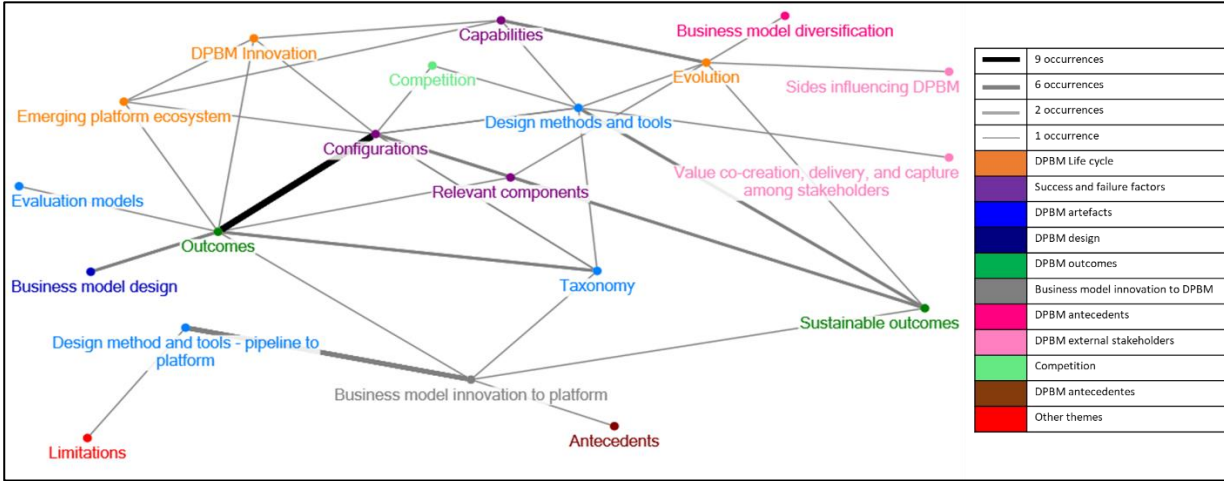 Capabilities
Business model diversification
DPBM Innovation
Competition
Evolution
Sides influencing DPBM
Emerging platform ecosystem
Design methods and tools
Configurations
Value co-creation, delivery, and capture
among stakeholders
Relevant components
Evaluation models
Outcomes
Business model design
Taxonomy
Sustainable outcomes
Design method and tools - pipeline to
platform
Business model innovation to platform
Limitations
Antecedents
9 occurrences
6 occurrences
2 occurrences
1 occurrence
DPBM Life cycle
Success and failure factors
DPBM artefacts
DPBM design
DPBM outcomes
Business model innovation to DPBM
DPBM antecedents
DPBM external stakeholders
Competition
DPBM antecedentes
Other themes